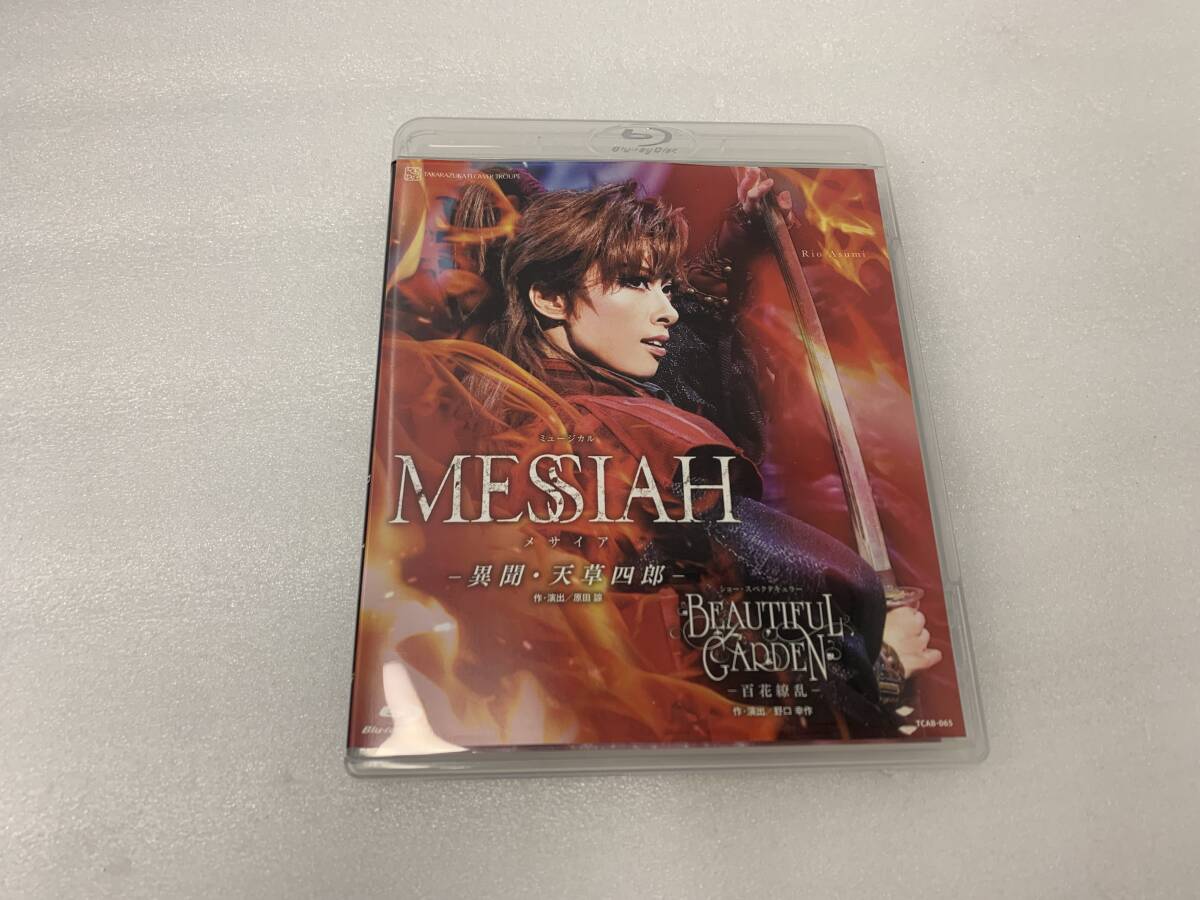 Blu-ray Disc
TAKARAZUKA FLOWER TROUPE
Rio Asumi
ミュージカル
MESSIAH
メサイア
−異聞・天草四郎−
作・演出／原田 諒
ショー・スペクタキュラー
BEAUTIFUL
GARDEN
−百花繚乱−
作・演出／野口 幸作
TCAB-065